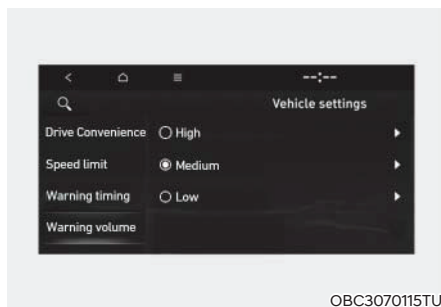 --:--
Vehicle settings
Drive Convenience
High
Speed limit
Medium
Warning timing
Low
Warning volume
OBC3070115TU